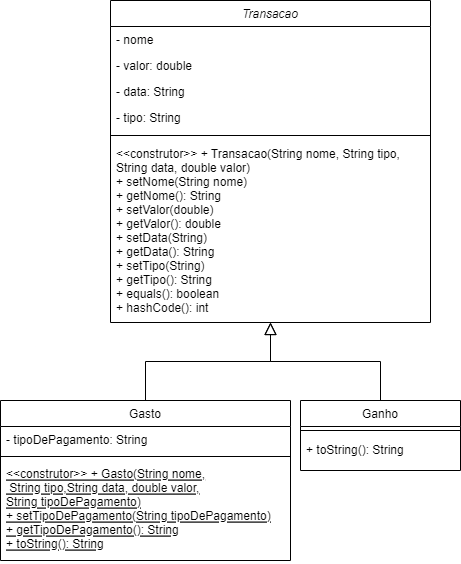 Transacao
- nome
- valor: double
- data: String
- tipo: String
<<construtor>> + Transacao(String nome, String tipo,
String data, double valor)
+ setNome(String nome)
+ getNome(): String
+ setValor(double)
+ getValor(): double
+ setData(String)
+ getData(): String
+ setTipo(String)
+ getTipo(): String
+ equals(): boolean
+ hashCode(): int
Gasto
- tipoDePagamento: String
<<construtor>> + Gasto(String nome,
String tipo,String data, double valor,
String tipoDePagamento)
+ setTipoDePagamento(String tipoDePagamento)
+ getTipoDePagamento(): String
+ toString(): String
Ganho
+ toString(): String